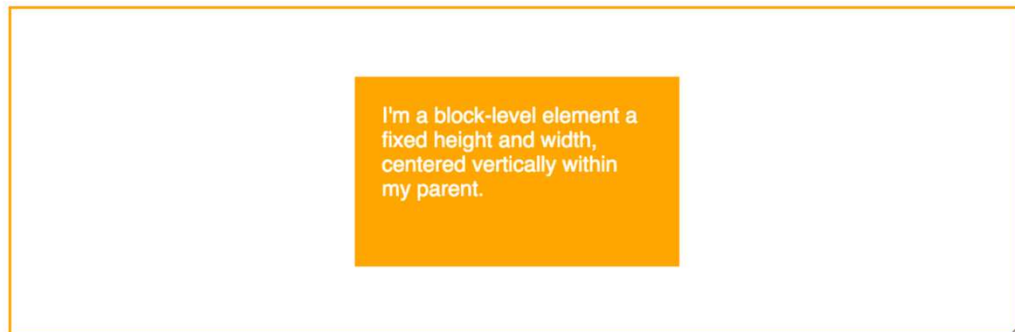 I'm a block-level element a
fixed height and width,
centered vertically within
my parent.